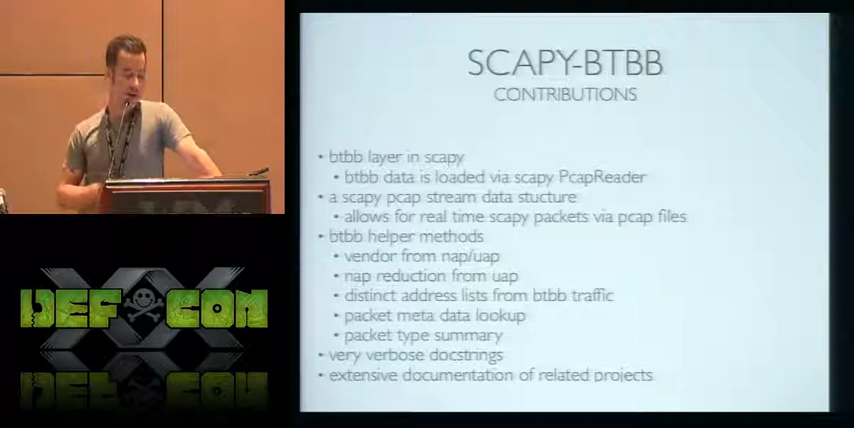 SCAPY-BTBB
CONTRIBUTIONS
• btbb layer in scapy
• btbb data is loaded via scapy PcapReader
• a scapy pcap stream data stucture
• allows for real time scapy packets via pcap files
• btbb helper methods
• vendor from nap/uap
• nap reduction from uap
• distinct address lists from btbb traffic
• packet meta data lookup
• packet type summary
• very verbose docstrings
• extensive documentation of related projects
DEF CON
XX